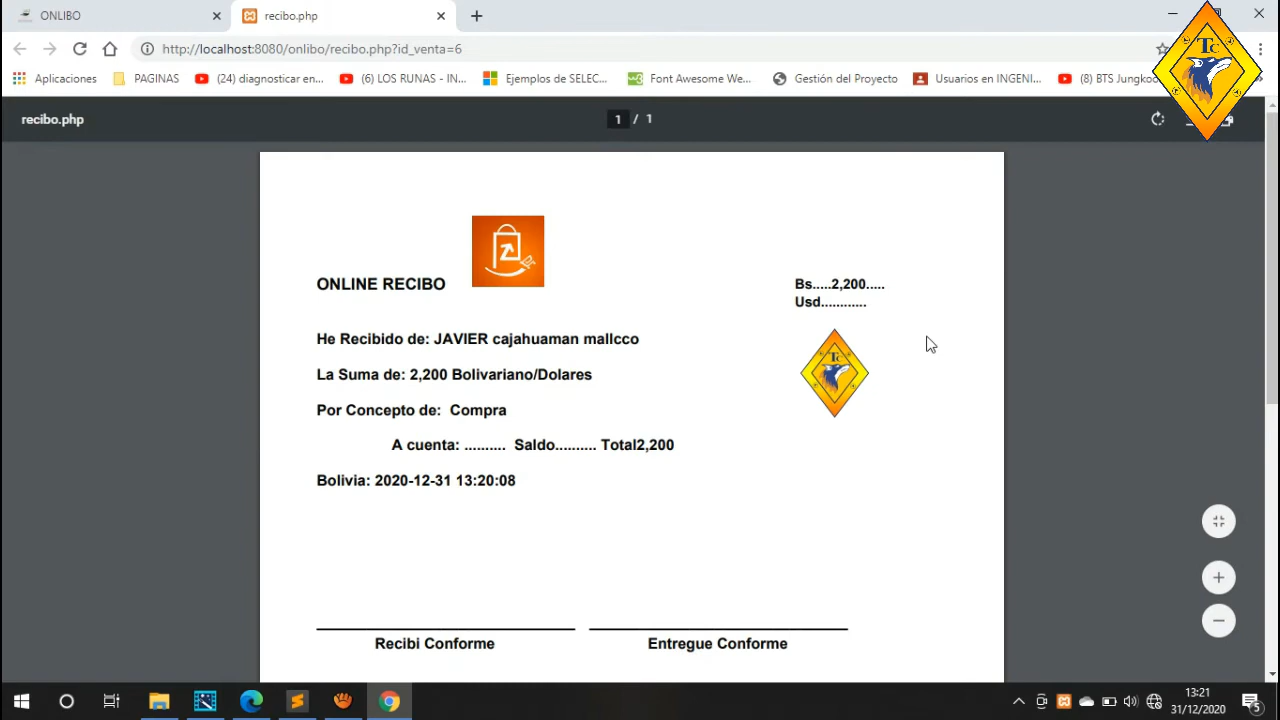 ONLIBO
recibo.php
http://localhost:8080/onlibo/recibo.php?id_venta=6
Aplicaciones PAGINAS (24) diagnosticar en... (6) LOS RUNAS - IN... Ejemplos de SELEC... Font Awesome We... Gestión del Proyecto Usuarios en INGENI... (8) BTS Jungkoo
TC
recibo.php
1 / 1
ONLINE RECIBO
Bs.....2,200.....
Usd............
He Recibido de: JAVIER cajahuaman mallcco
TC
La Suma de: 2,200 Bolivariano/Dolares
Por Concepto de: Compra
A cuenta: .......... Saldo.......... Total2,200
Bolivia: 2020-12-31 13:20:08
Recibi Conforme
Entregue Conforme
13:21
31/12/2020
5